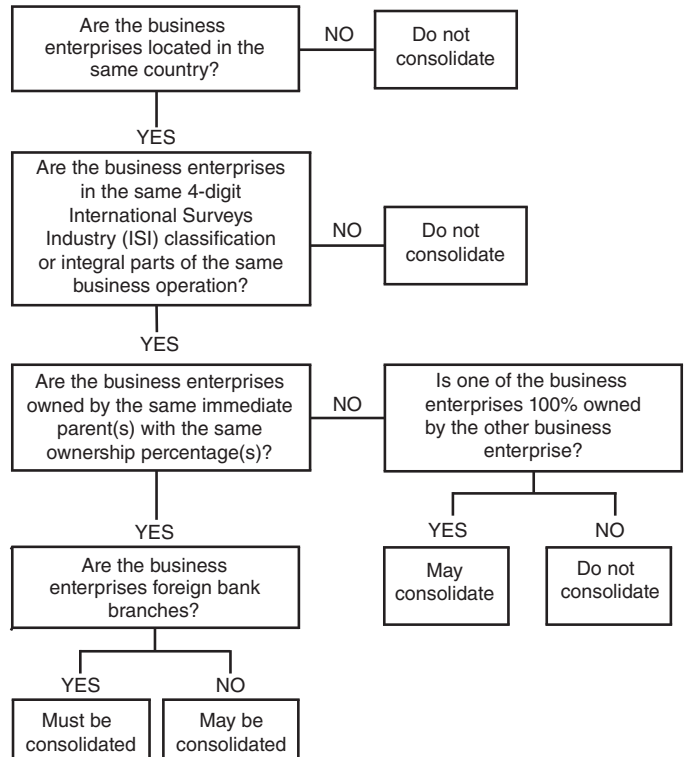 Are the business
enterprises located in the
same country?
NO
Do not
consolidate
YES
Are the business enterprises
in the same 4-digit
International Surveys
Industry (ISI) classification
or integral parts of the same
business operation?
NO
Do not
consolidate
YES
Are the business enterprises
owned by the same immediate
parent(s) with the same
ownership percentage(s)?
NO
Is one of the business
enterprises 100% owned
by the other business
enterprise?
YES
NO
May
consolidate
Do not
consolidate
YES
Are the business
enterprises foreign bank
branches?
YES
NO
Must be
consolidated
May be
consolidated